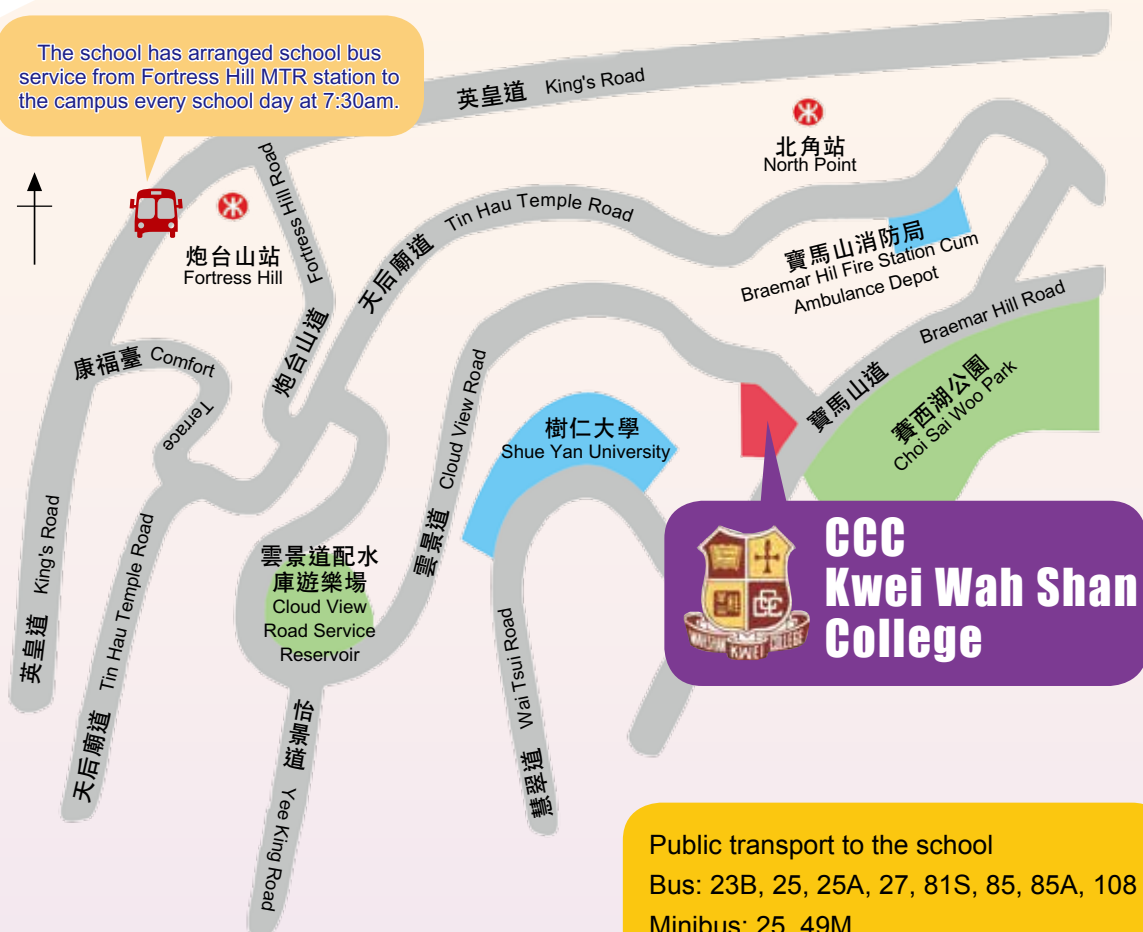 The school has arranged school bus
service from Fortress Hill MTR station to
the campus every school day at 7:30am.
英皇道 King's Road
北角站
North Point
Fortress Hill Road
炮台山道
炮台山站
Fortress Hill
天后廟道 Tin Hau Temple Road
寶馬山消防局
Braemar Hil Fire Station Cum
Ambulance Depot
Braemar Hill Road
寶馬山道
康福臺 Comfort
Terrace
雲景道 Cloud View Road
樹仁大學
Shue Yan University
賽西湖公園
Choi Sai Woo Park
CCC
Kwei Wah Shan
College
WAHSHAN KWEI COLLEGE
英皇道 King's Road
天后廟道 Tin Hau Temple Road
雲景道配水
庫遊樂場
Cloud View
Road Service
Reservoir
怡景道 Yee King Road
慧翠道 Wai Tsui Road
Public transport to the school
Bus: 23B, 25, 25A, 27, 81S, 85, 85A, 108
Minibus: 25, 49M